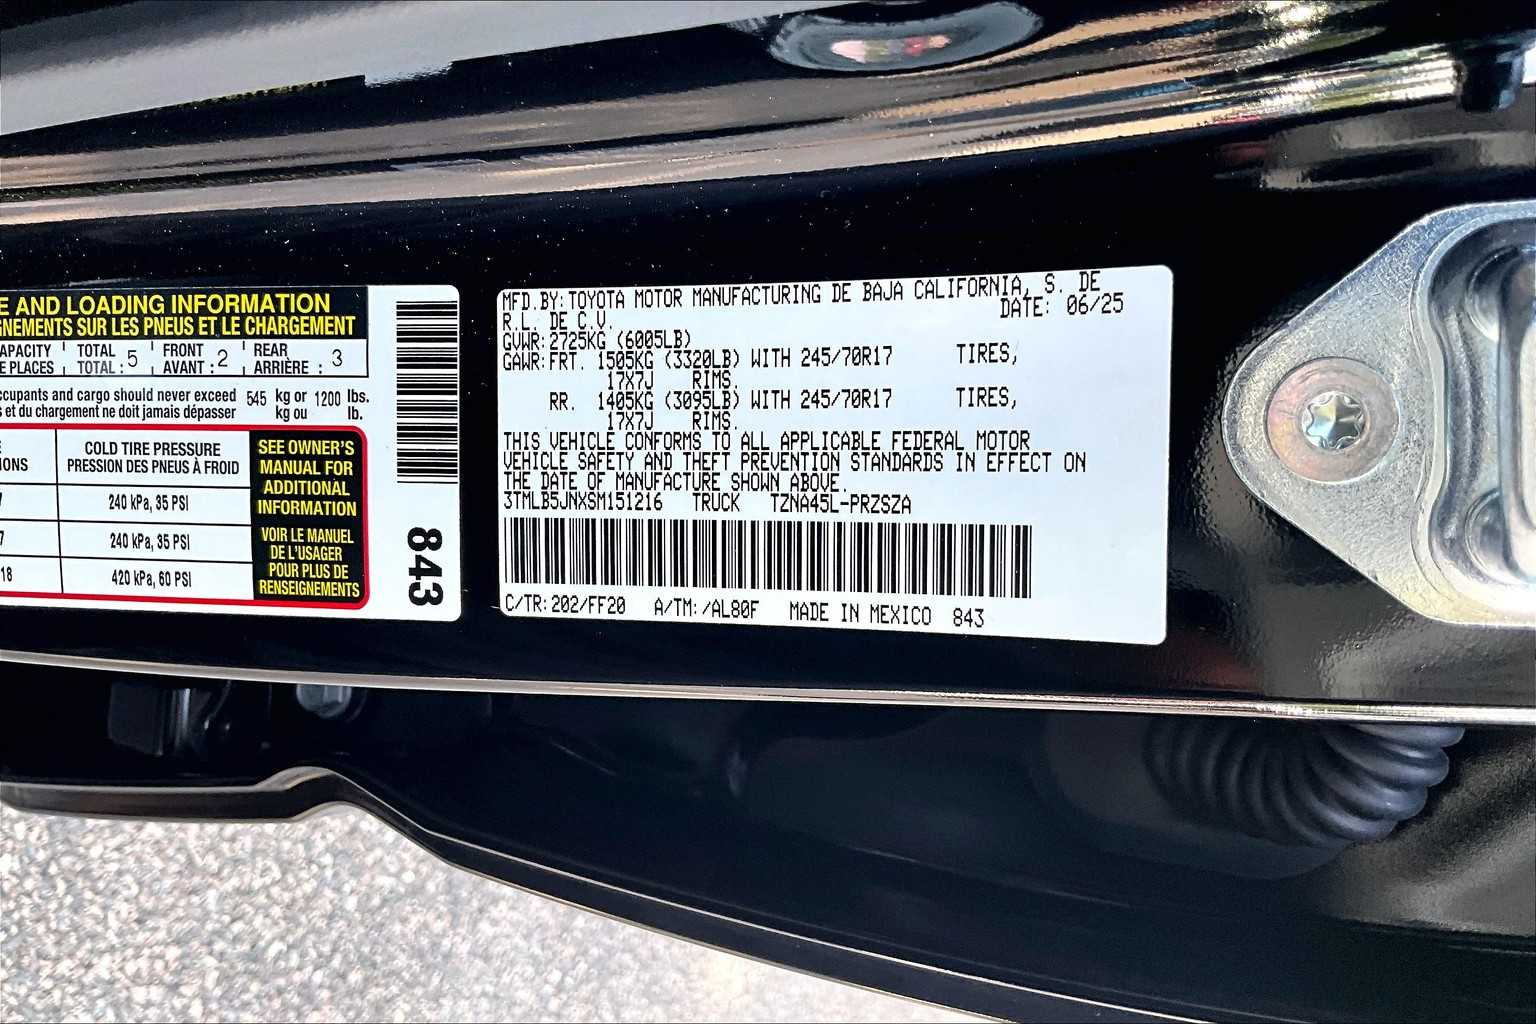 E AND LOADING INFORMATION
GNEMENTS SUR LES PNEUS ET LE CHARGEMENT
APACITY TOTAL FRONT REAR
E PLACES TOTAL : 5 AVANT : 2 ARRIÈRE : 3
ccupants and cargo should never exceed 545 kg or 1200 lbs.
s et du chargement ne doit jamais dépasser kg ou lb.
E COLD TIRE PRESSURE
IONS PRESSION DES PNEUS À FROID
7 240 kPa, 35 PSI
7 240 kPa, 35 PSI
18 420 kPa, 60 PSI
SEE OWNER'S
MANUAL FOR
ADDITIONAL
INFORMATION
VOIR LE MANUEL
DE L'USAGER
POUR PLUS DE
RENSEIGNEMENTS
843
MFD.BY: TOYOTA MOTOR MANUFACTURING DE BAJA CALIFORNIA, S. DE
R.L. DE C.V. DATE: 06/25
GVWR: 2725KG (6005LB)
GAWR: FRT. 1505KG (3320LB) WITH 245/70R17 TIRES,
17X7J RIMS.
RR. 1405KG (3095LB) WITH 245/70R17 TIRES,
17X7J RIMS.
THIS VEHICLE CONFORMS TO ALL APPLICABLE FEDERAL MOTOR
VEHICLE SAFETY AND THEFT PREVENTION STANDARDS IN EFFECT ON
THE DATE OF MANUFACTURE SHOWN ABOVE.
3TMLB5JNXSM151216 TRUCK TZNA45L-PRZSZA
C/TR: 202/FF20 A/TM: /AL80F MADE IN MEXICO 843